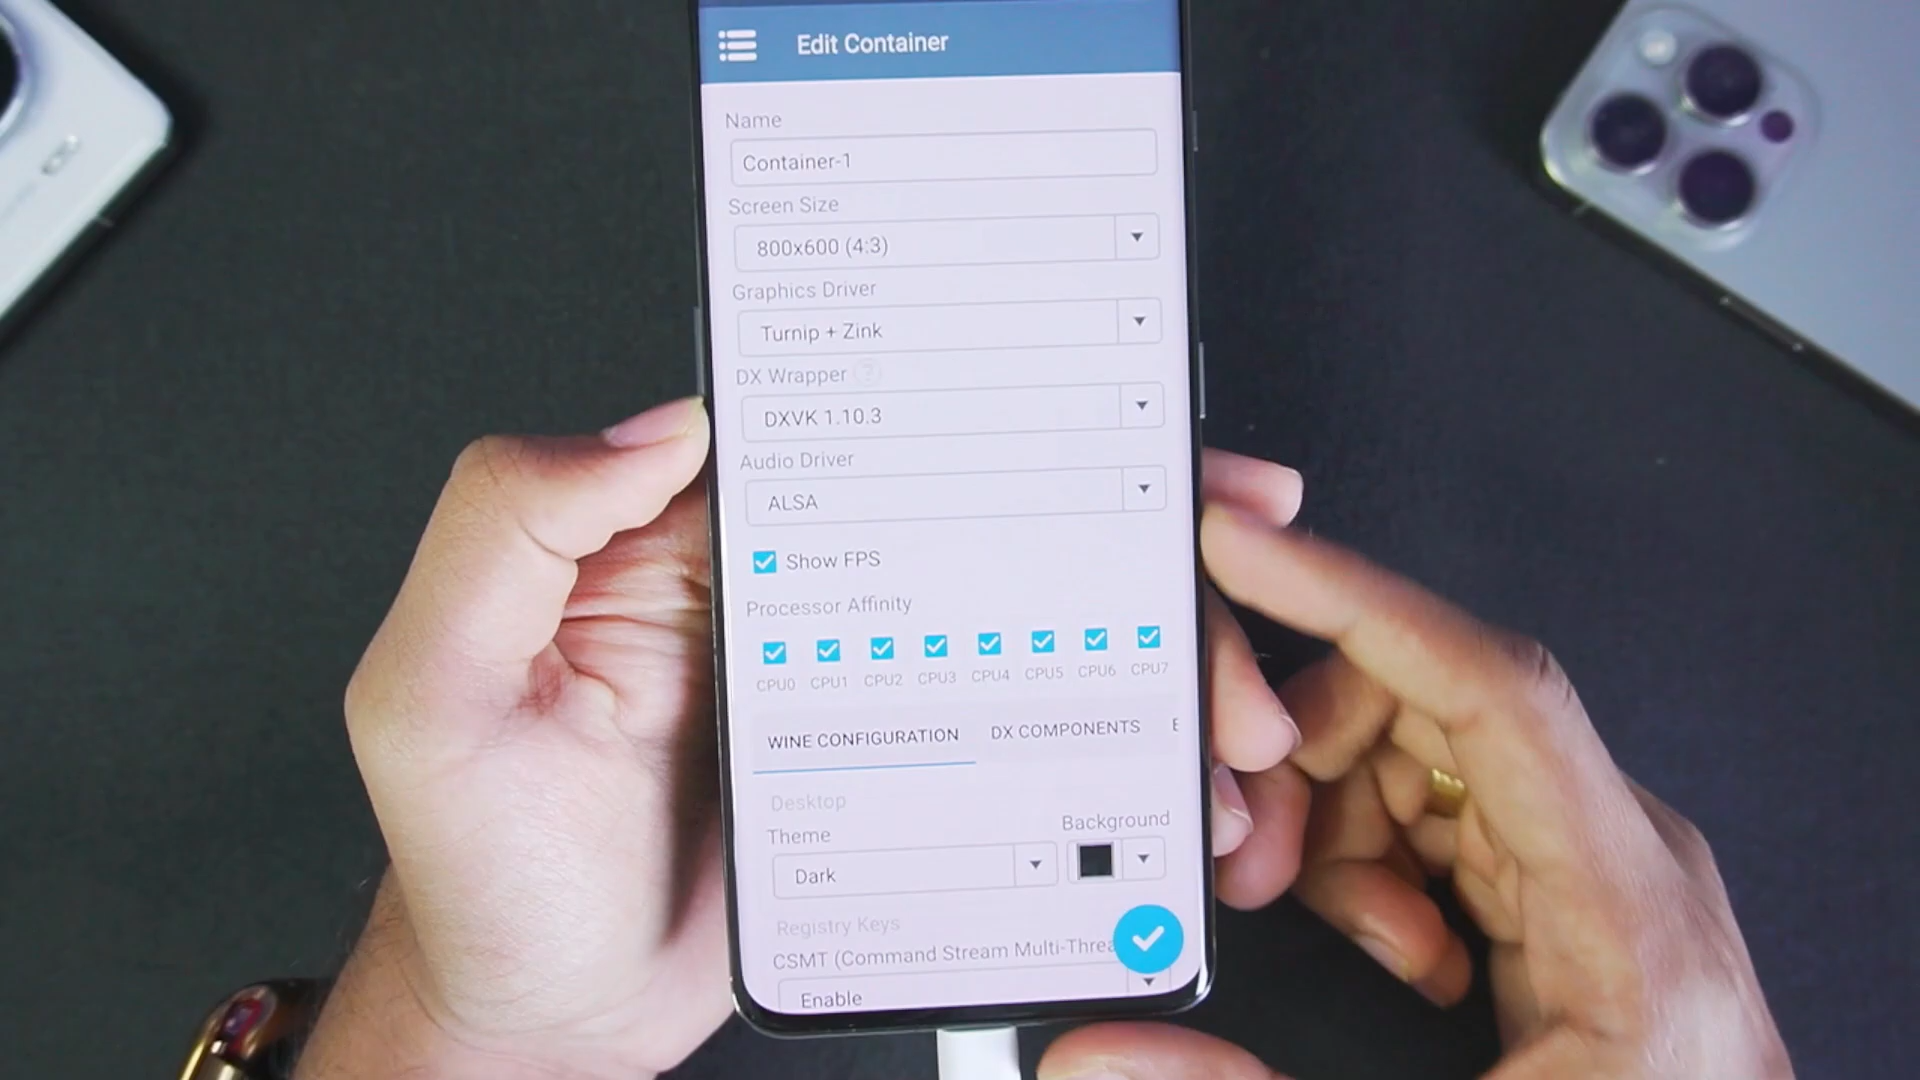 Edit Container
Name
Container-1
Screen Size
800x600 (4:3)
Graphics Driver
Turnip + Zink
DX Wrapper ?
DXVK 1.10.3
Audio Driver
ALSA
Show FPS
Processor Affinity
CPU0 CPU1 CPU2 CPU3 CPU4 CPU5 CPU6 CPU7
WINE CONFIGURATION DX COMPONENTS E
Desktop
Theme
Background
Dark
Registry Keys
CSMT (Command Stream Multi-Threa
Enable